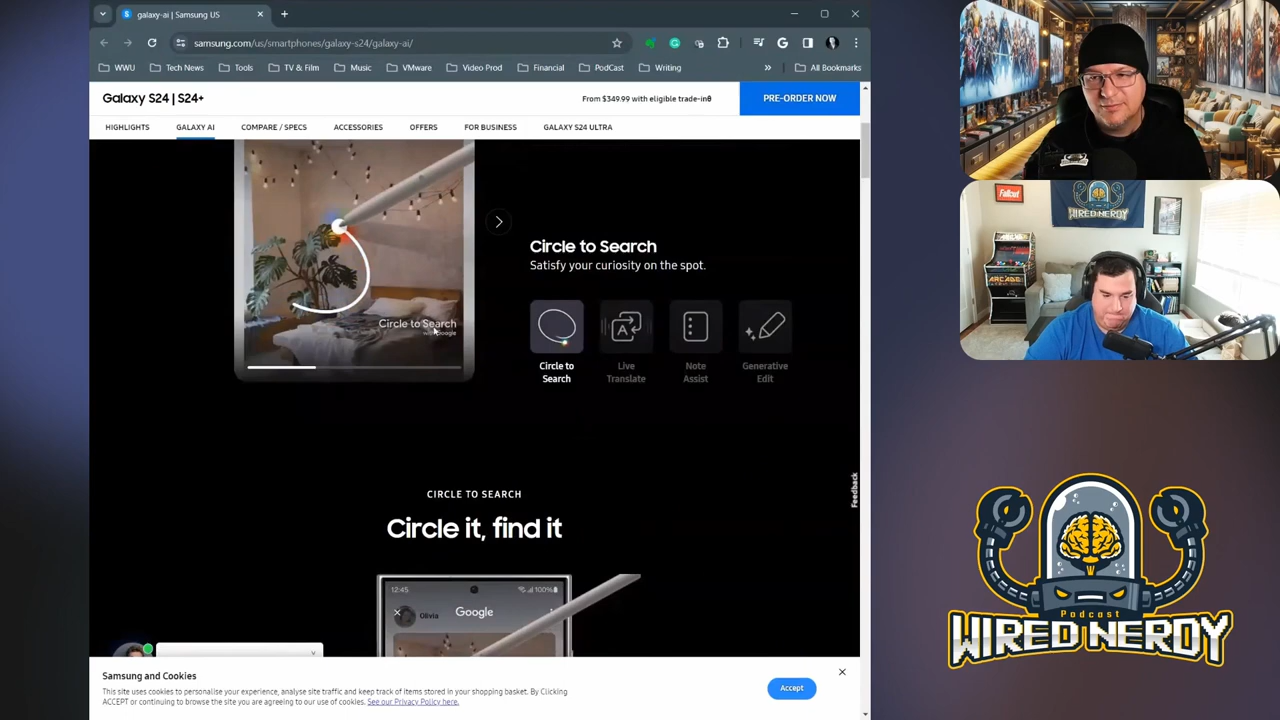 galaxy-ai | Samsung US
samsung.com/us/smartphones/galaxy-s24/galaxy-ai/
WWU Tech News Tools TV & Film Music VMware Video Prod Financial PodCast Writing » All Bookmarks
Galaxy S24 | S24+
From $349.99 with eligible trade-inθ
PRE-ORDER NOW
HIGHLIGHTS GALAXY AI COMPARE / SPECS ACCESSORIES OFFERS FOR BUSINESS GALAXY S24 ULTRA
Circle to Search
with Google
Circle to Search
Satisfy your curiosity on the spot.
Circle to
Search
Live
Translate
Note
Assist
Generative
Edit
CIRCLE TO SEARCH
Circle it, find it
12:45 100%
Olivia
Google
Feedback
Samsung and Cookies
This site uses cookies to personalise your experience, analyse site traffic and keep track of items stored in your shopping basket. By Clicking
ACCEPT or continuing to browse the site you are agreeing to our use of cookies. See our Privacy Policy here.
Accept
Fallout
WIRED NERDY
Podcast
WIRED NERDY